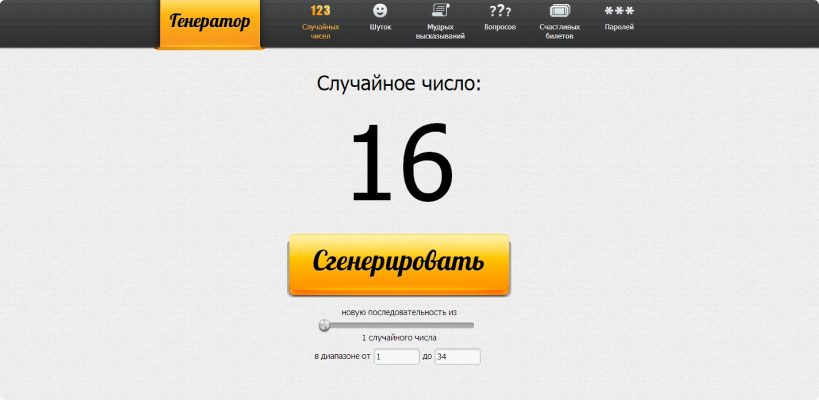 Генератор
123
Случайных
чисел
Шуток
Мудрых
высказываний
???
Вопросов
Счастливых
билетов
***
Паролей
Случайное число:
16
Сгенерировать
новую последовательность из
1 случайного числа
в диапазоне от 1 до 34